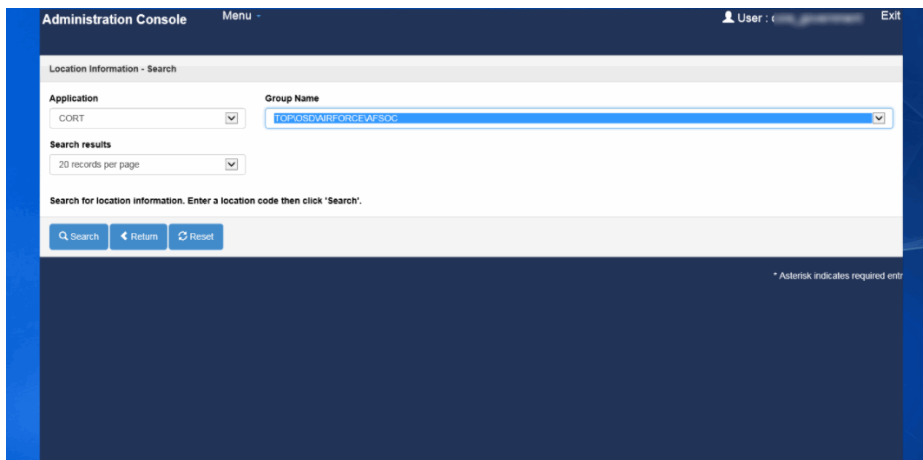 Administration Console Menu - User : Exit
Location Information - Search
Application Group Name
CORT TOP\OSD\AIRFORCE\AFSOC
Search results
20 records per page
Search for location information. Enter a location code then click 'Search'.
Search Return Reset
* Asterisk indicates required entr